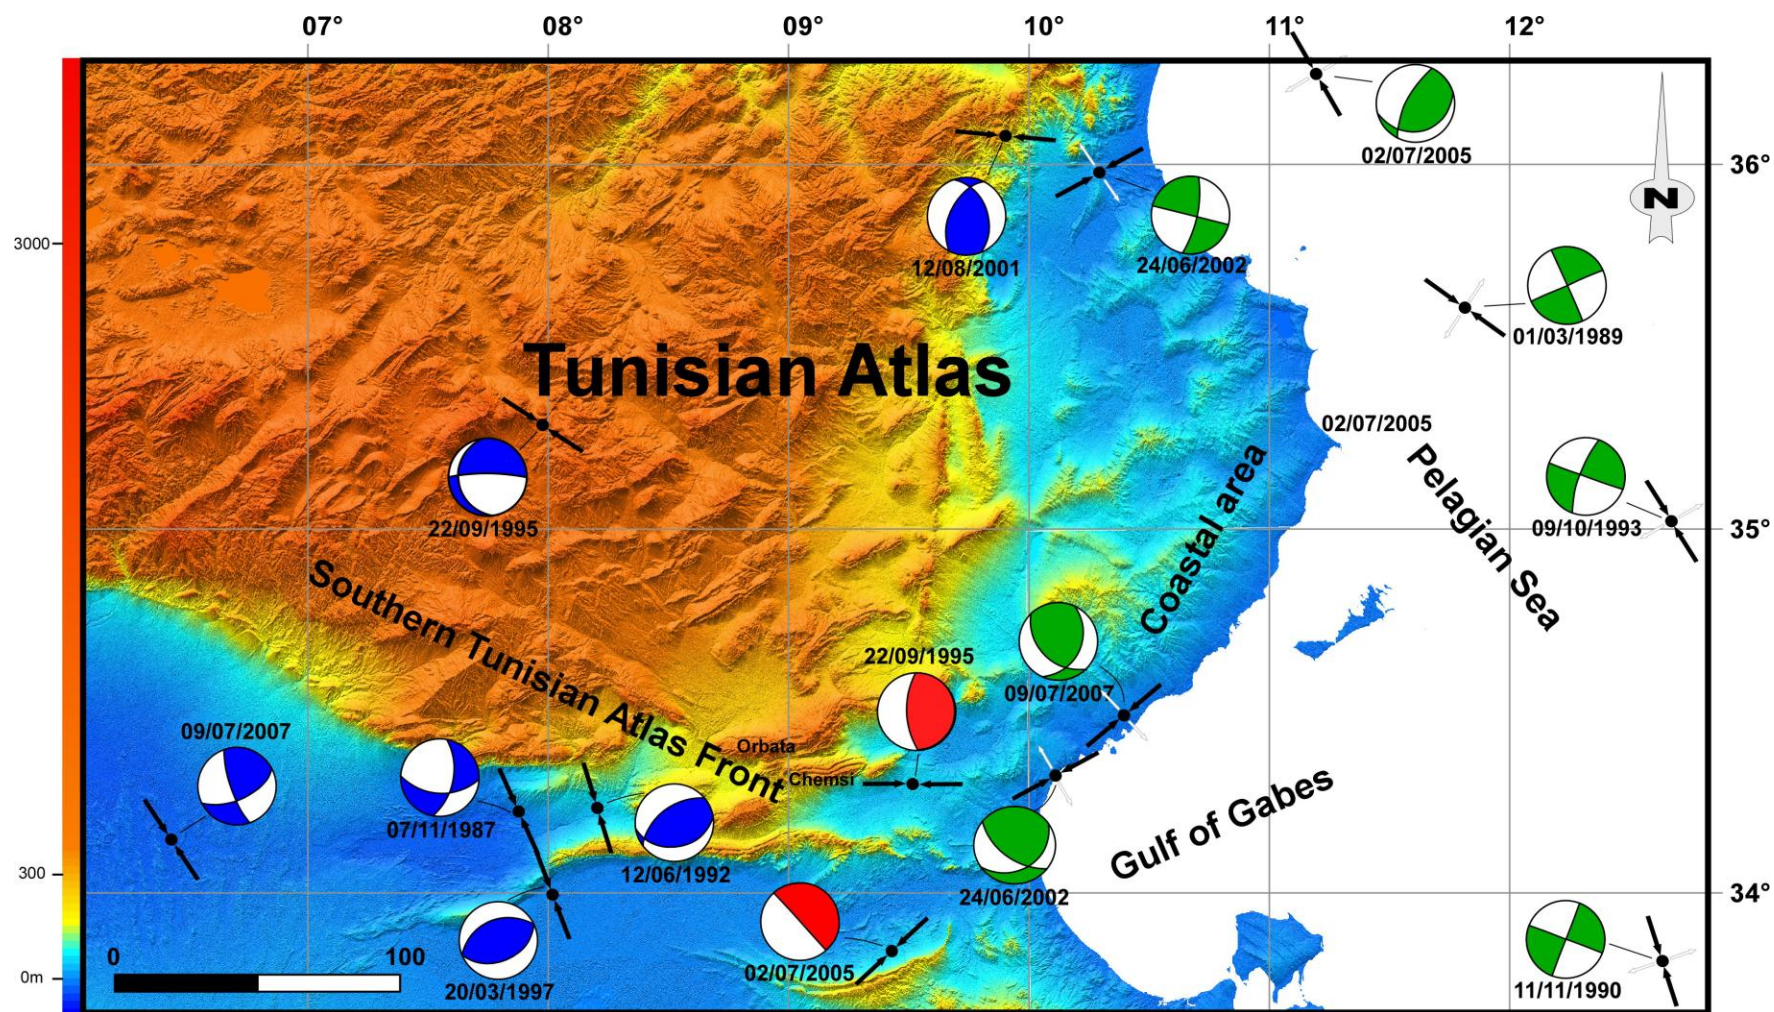 07° 08° 09° 10° 11° 12°
02/07/2005
36°
N
3000
12/08/2001
24/06/2002
01/03/1989
Tunisian Atlas
02/07/2005
22/09/1995
Pelagian Sea
09/10/1993
35°
Coastal area
Southern Tunisian Atlas Front
22/09/1995
09/07/2007
09/07/2007
Orbata
Chemsi
07/11/1987
Gulf of Gabes
300
12/06/1992
24/06/2002
34°
0 100
02/07/2005
0m
20/03/1997
11/11/1990